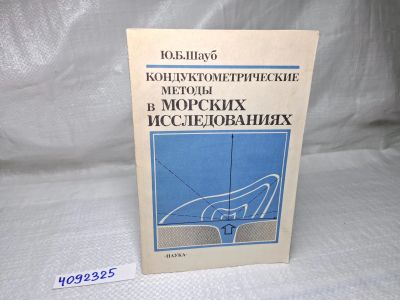 Ю.Б.Шауб
КОНДУКТОМЕТРИЧЕСКИЕ
МЕТОДЫ
В МОРСКИХ
ИССЛЕДОВАНИЯХ
·НАУКА·
4092325